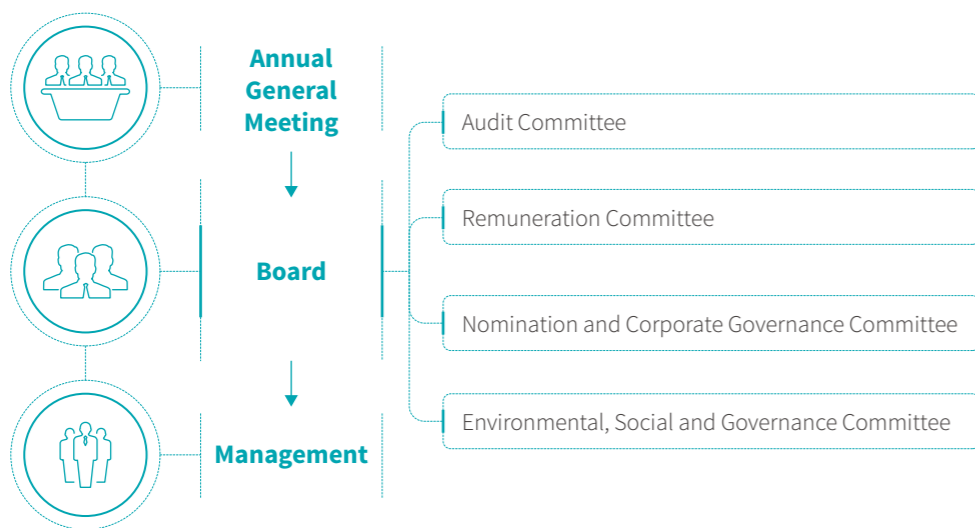 Annual
General
Meeting
Board
Management
Audit Committee
Remuneration Committee
Nomination and Corporate Governance Committee
Environmental, Social and Governance Committee